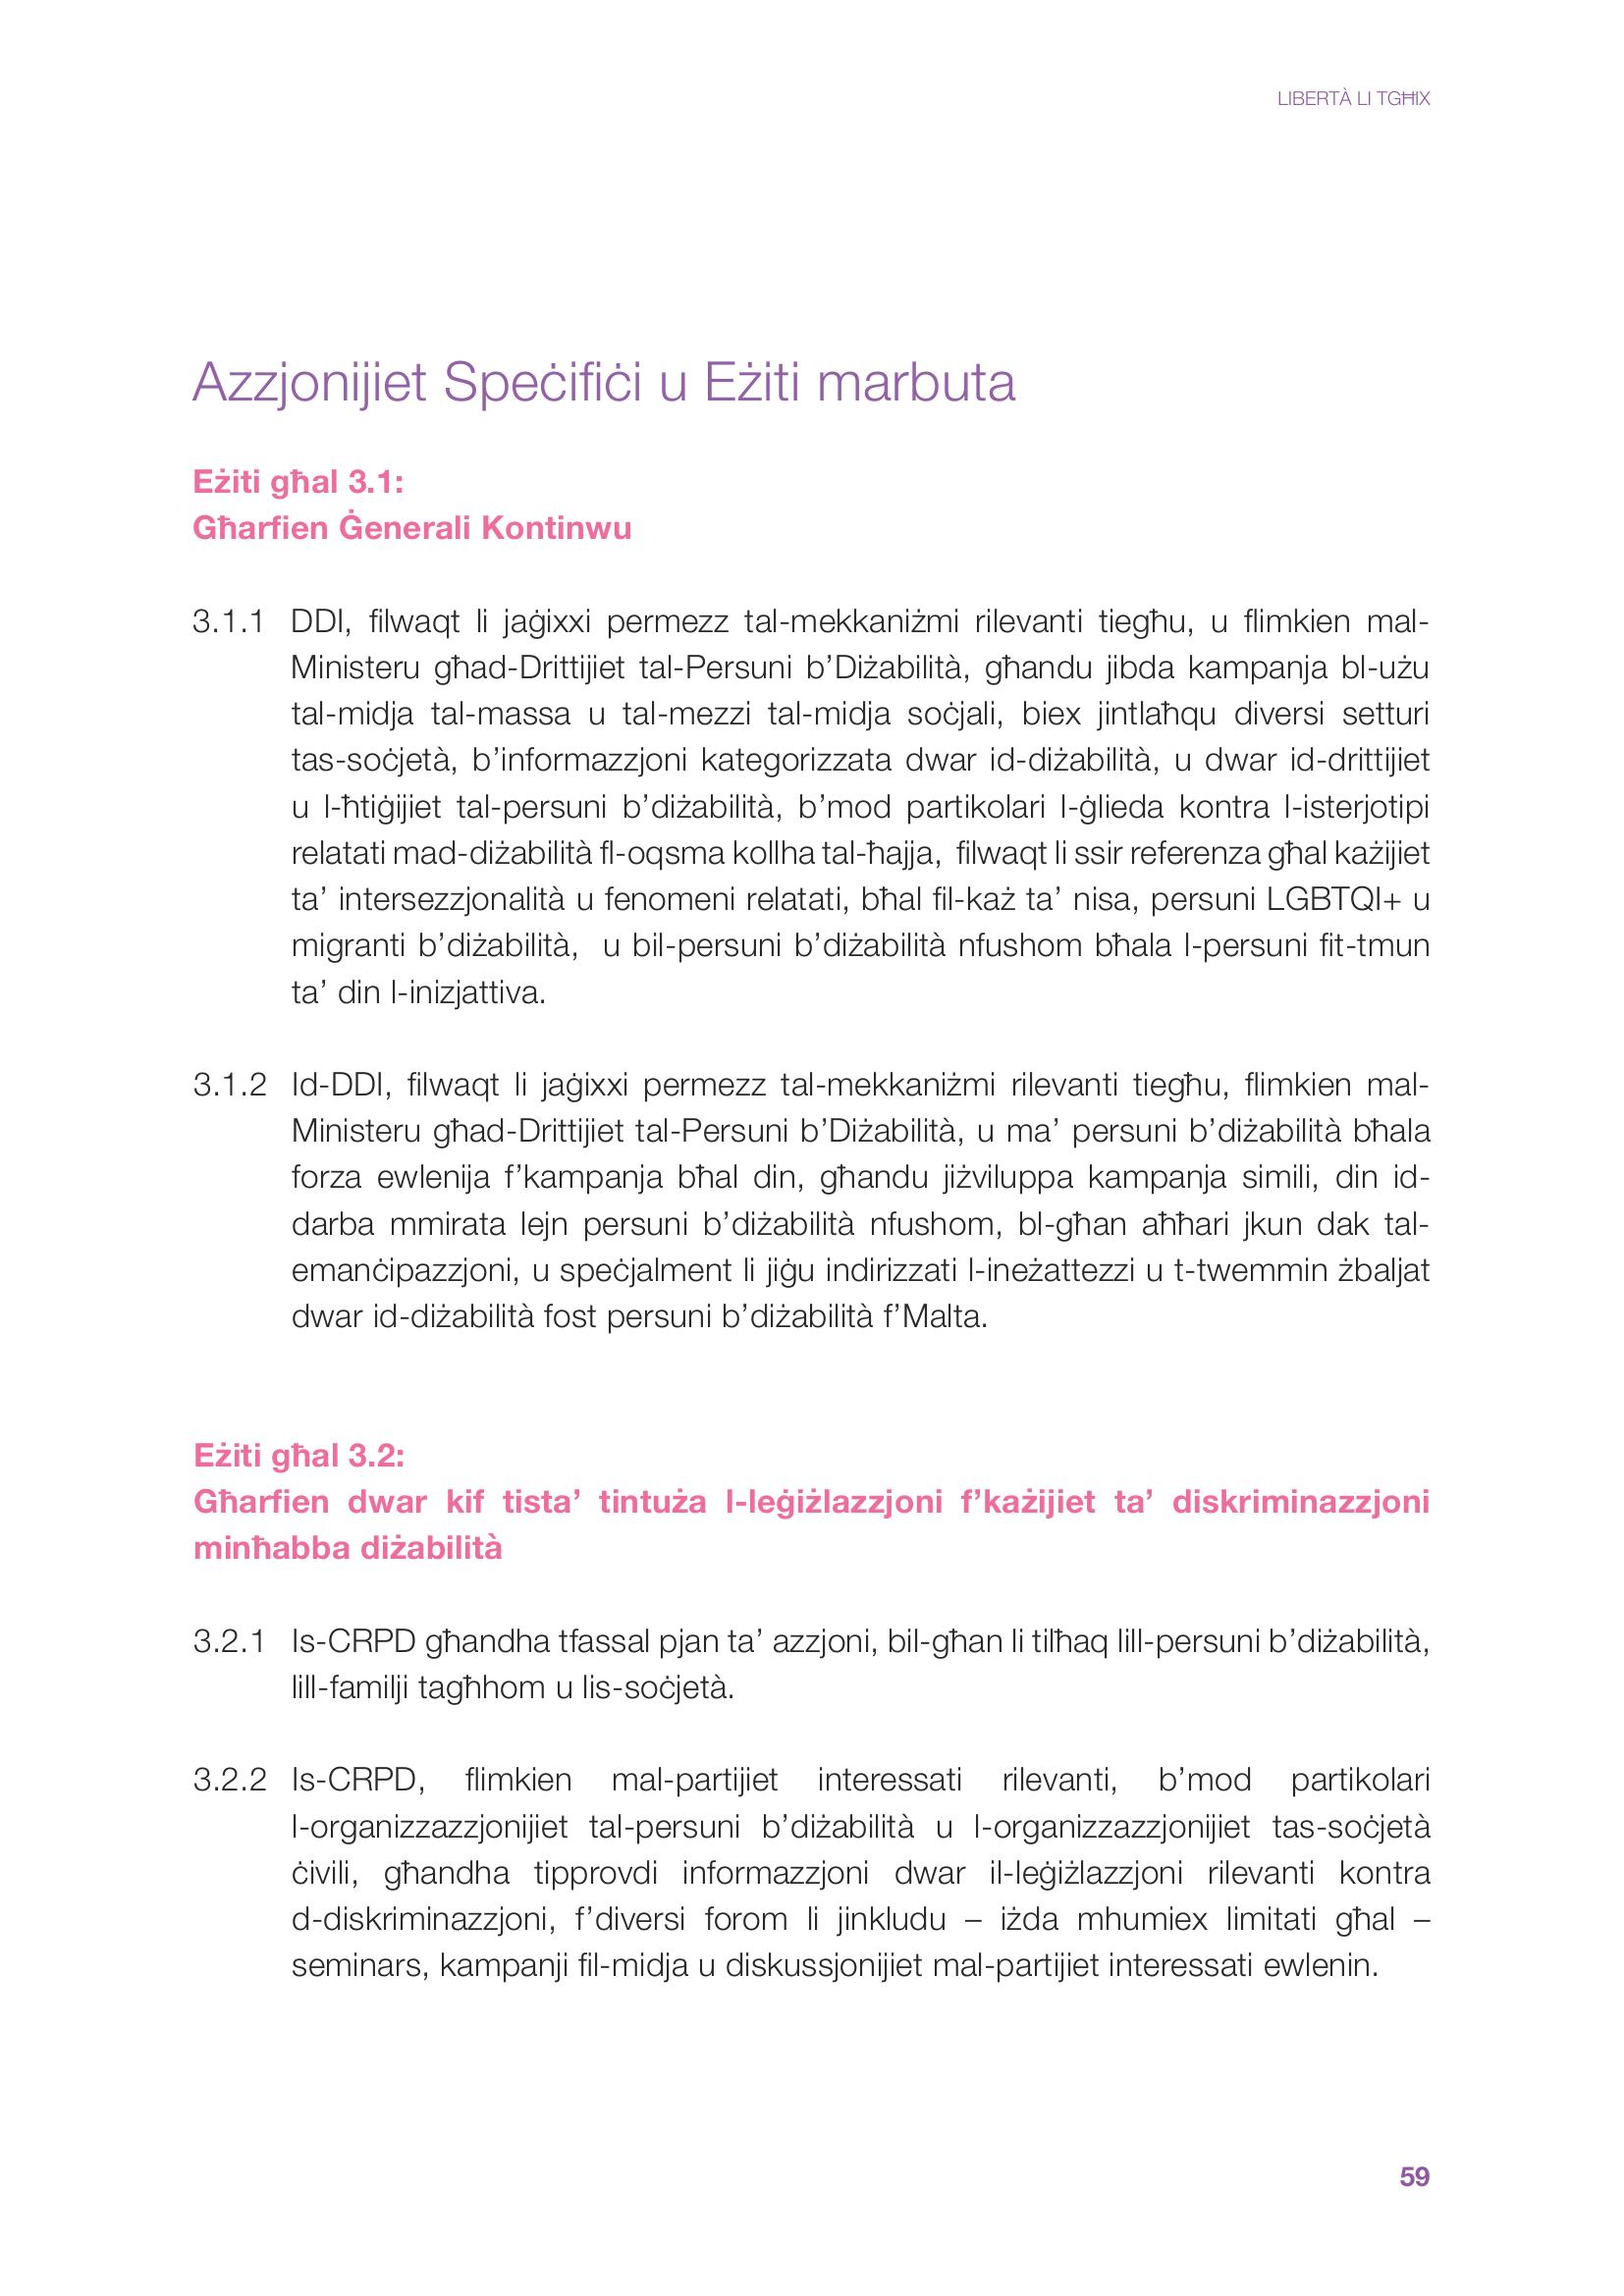 LIBERTÀ LI TGĦIX
Azzjonijiet Speċifiċi u Eżiti marbuta
Eżiti għal 3.1:
Għarfien Ġenerali Kontinwu
3.1.1 DDI, filwaqt li jaġixxi permezz tal-mekkaniżmi rilevanti tiegħu, u flimkien mal-
Ministeru għad-Drittijiet tal-Persuni b’Diżabilità, għandu jibda kampanja bl-użu
tal-midja tal-massa u tal-mezzi tal-midja soċjali, biex jintlaħqu diversi setturi
tas-soċjetà, b’informazzjoni kategorizzata dwar id-diżabilità, u dwar id-drittijiet
u l-ħtiġijiet tal-persuni b’diżabilità, b’mod partikolari l-ġlieda kontra l-isterjotipi
relatati mad-diżabilità fl-oqsma kollha tal-ħajja, filwaqt li ssir referenza għal każijiet
ta’ intersezzjonalità u fenomeni relatati, bħal fil-każ ta’ nisa, persuni LGBTQI+ u
migranti b’diżabilità, u bil-persuni b’diżabilità nfushom bħala l-persuni fit-tmun
ta’ din l-inizjattiva.
3.1.2 Id-DDI, filwaqt li jaġixxi permezz tal-mekkaniżmi rilevanti tiegħu, flimkien mal-
Ministeru għad-Drittijiet tal-Persuni b’Diżabilità, u ma’ persuni b’diżabilità bħala
forza ewlenija f’kampanja bħal din, għandu jiżviluppa kampanja simili, din id-
darba mmirata lejn persuni b’diżabilità nfushom, bl-għan aħħari jkun dak tal-
emanċipazzjoni, u speċjalment li jiġu indirizzati l-ineżattezzi u t-twemmin żbaljat
dwar id-diżabilità fost persuni b’diżabilità f’Malta.
Eżiti għal 3.2:
Għarfien dwar kif tista’ tintuża l-leġiżlazzjoni f’każijiet ta’ diskriminazzjoni
minħabba diżabilità
3.2.1 Is-CRPD għandha tfassal pjan ta’ azzjoni, bil-għan li tilħaq lill-persuni b’diżabilità,
lill-familji tagħhom u lis-soċjetà.
3.2.2 Is-CRPD, flimkien mal-partijiet interessati rilevanti, b’mod partikolari
l-organizzazzjonijiet tal-persuni b’diżabilità u l-organizzazzjonijiet tas-soċjetà
ċivili, għandha tipprovdi informazzjoni dwar il-leġiżlazzjoni rilevanti kontra
d-diskriminazzjoni, f’diversi forom li jinkludu – iżda mhumiex limitati għal –
seminars, kampanji fil-midja u diskussjonijiet mal-partijiet interessati ewlenin.
59